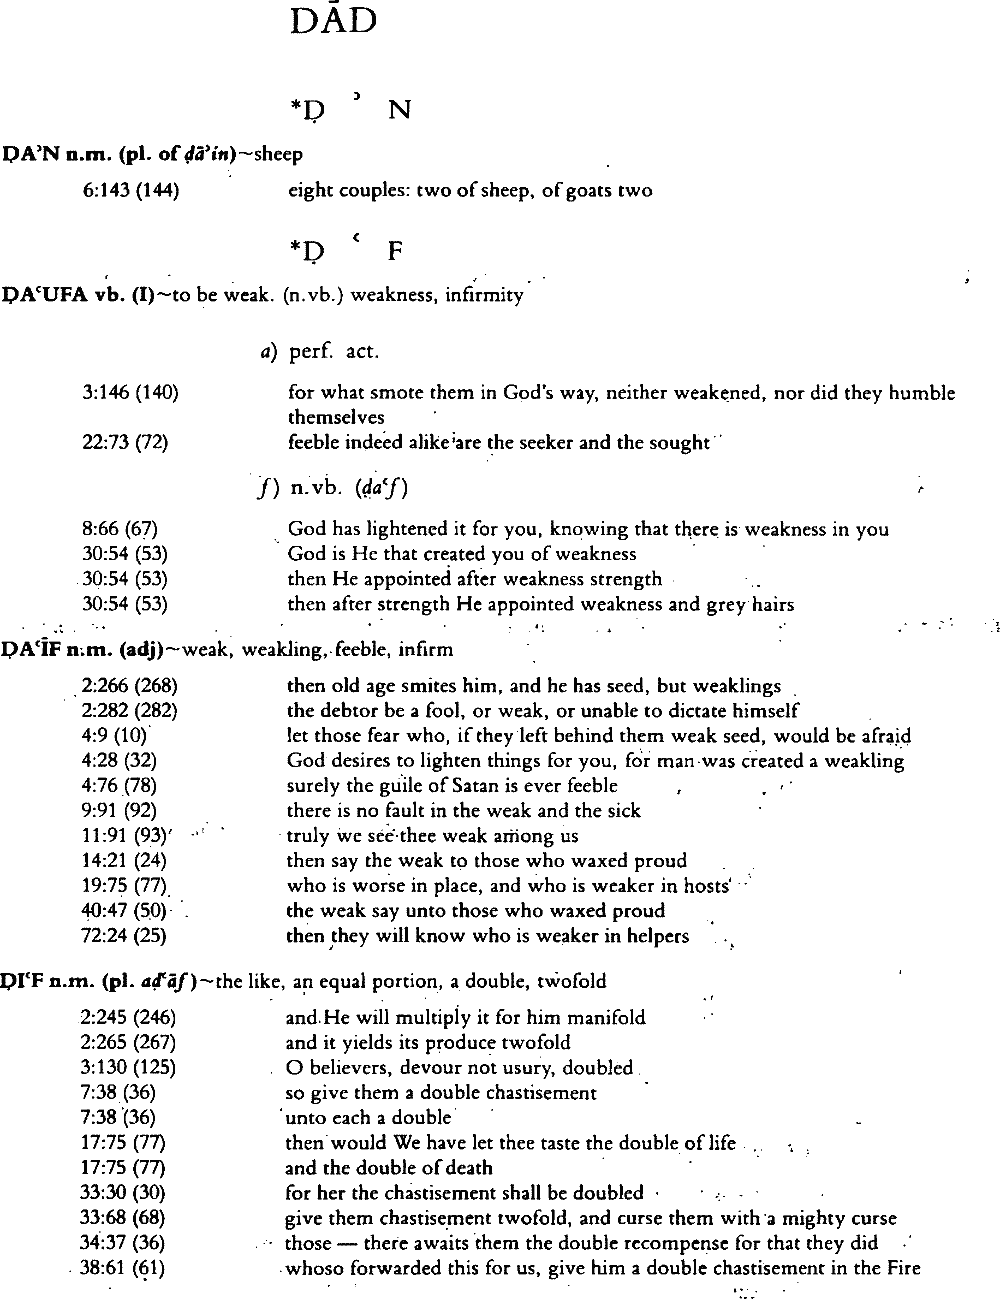 ḌĀD
*Ḍ ʾ N
ḌAʾN n.m. (pl. of ḍāʾin)~sheep
6:143 (144) eight couples: two of sheep, of goats two
*Ḍ ʿ F
ḌAʿUFA vb. (I)~to be weak. (n.vb.) weakness, infirmity
a) perf. act.
3:146 (140) for what smote them in God's way, neither weakened, nor did they humble
themselves
22:73 (72) feeble indeed alike are the seeker and the sought
f) n.vb. (ḍaʿf)
8:66 (67) God has lightened it for you, knowing that there is weakness in you
30:54 (53) God is He that created you of weakness
30:54 (53) then He appointed after weakness strength
30:54 (53) then after strength He appointed weakness and grey hairs
ḌAʿĪF n.m. (adj)~weak, weakling, feeble, infirm
2:266 (268) then old age smites him, and he has seed, but weaklings
2:282 (282) the debtor be a fool, or weak, or unable to dictate himself
4:9 (10) let those fear who, if they left behind them weak seed, would be afraid
4:28 (32) God desires to lighten things for you, for man was created a weakling
4:76 (78) surely the guile of Satan is ever feeble
9:91 (92) there is no fault in the weak and the sick
11:91 (93) truly we see thee weak among us
14:21 (24) then say the weak to those who waxed proud
19:75 (77) who is worse in place, and who is weaker in hosts
40:47 (50) the weak say unto those who waxed proud
72:24 (25) then they will know who is weaker in helpers
ḌIʿF n.m. (pl. aḍʿāf)~the like, an equal portion, a double, twofold
2:245 (246) and He will multiply it for him manifold
2:265 (267) and it yields its produce twofold
3:130 (125) O believers, devour not usury, doubled
7:38 (36) so give them a double chastisement
7:38 (36) unto each a double
17:75 (77) then would We have let thee taste the double of life
17:75 (77) and the double of death
33:30 (30) for her the chastisement shall be doubled
33:68 (68) give them chastisement twofold, and curse them with a mighty curse
34:37 (36) those — there awaits them the double recompense for that they did
38:61 (61) whoso forwarded this for us, give him a double chastisement in the Fire